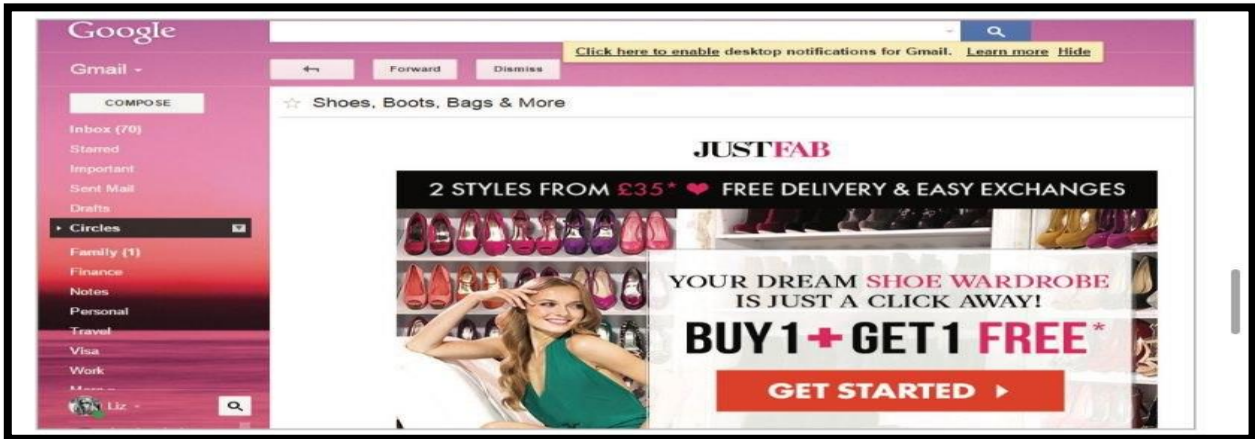 Google
Click here to enable desktop notifications for Gmail. Learn more Hide
Gmail
Forward Dismiss
COMPOSE
Shoes, Boots, Bags & More
Inbox (70)
Starred
Important
Sent Mail
Drafts
Circles
Family (1)
Finance
Notes
Personal
Travel
Visa
Work
Liz
JUSTFAB
2 STYLES FROM £35* ❤ FREE DELIVERY & EASY EXCHANGES
YOUR DREAM SHOE WARDROBE
IS JUST A CLICK AWAY!
BUY 1 + GET 1 FREE*
GET STARTED